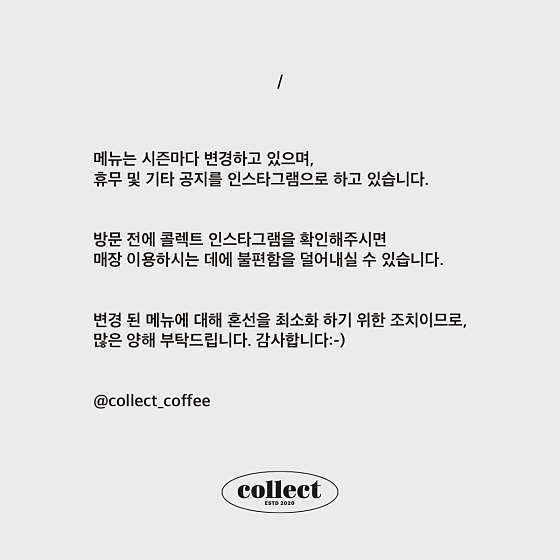 /
메뉴는 시즌마다 변경하고 있으며,
휴무 및 기타 공지를 인스타그램으로 하고 있습니다.
방문 전에 콜렉트 인스타그램을 확인해주시면
매장 이용하시는 데에 불편함을 덜어내실 수 있습니다.
변경 된 메뉴에 대해 혼선을 최소화 하기 위한 조치이므로,
많은 양해 부탁드립니다. 감사합니다:-)
@collect_coffee
collect
ESTD 2020